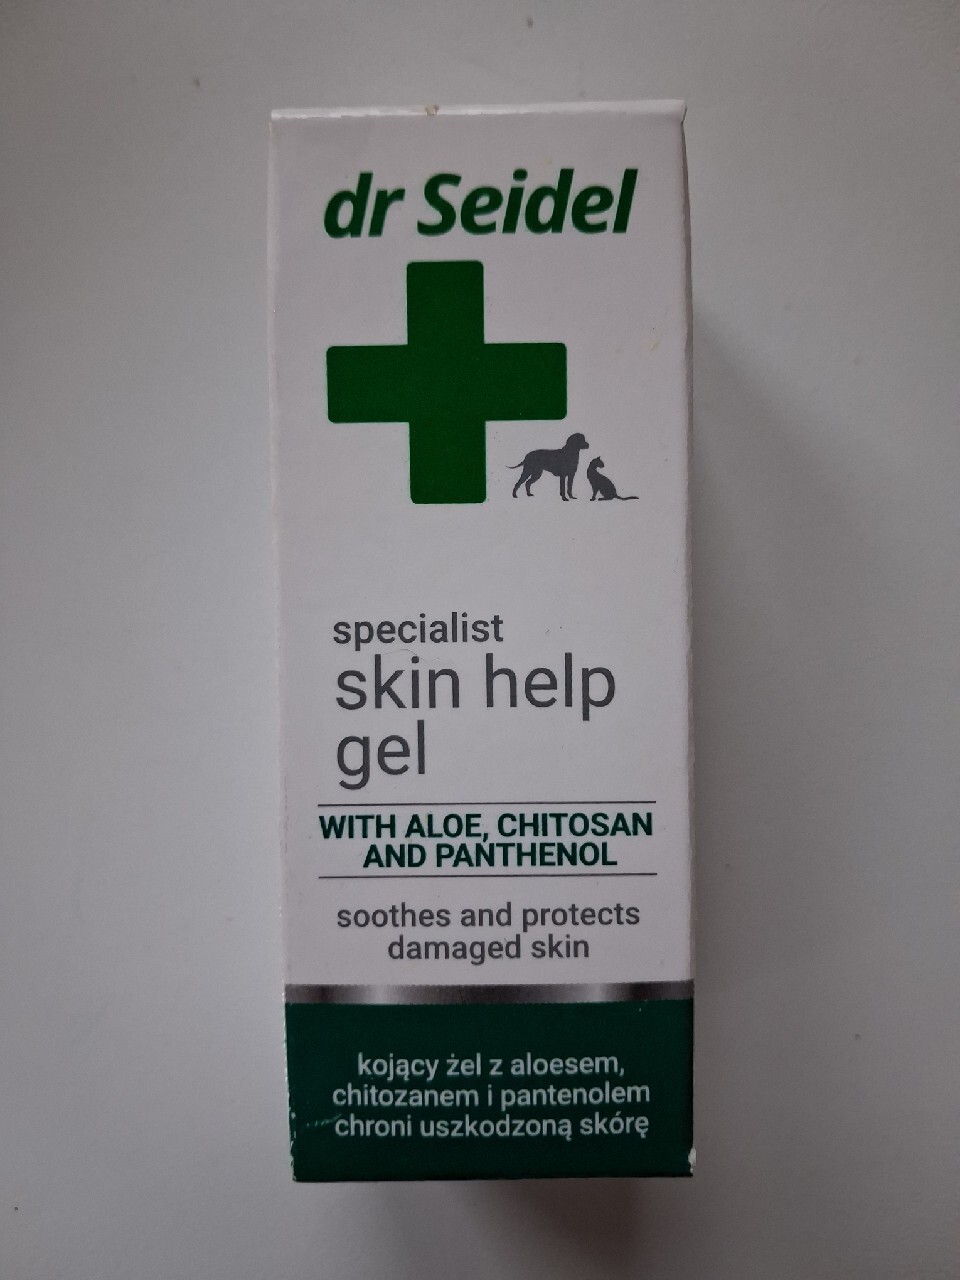 dr Seidel
specialist
skin help
gel
WITH ALOE, CHITOSAN
AND PANTHENOL
soothes and protects
damaged skin
kojący żel z aloesem,
chitozanem i pantenolem
chroni uszkodzoną skórę